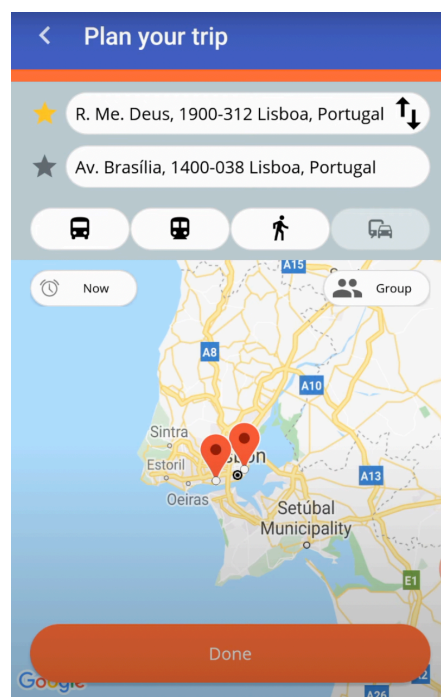 Plan your trip
R. Me. Deus, 1900-312 Lisboa, Portugal
Av. Brasília, 1400-038 Lisboa, Portugal
Now
Group
A15
A8
A10
Sintra
Estoril
A13
Oeiras
Setúbal
Municipality
E1
Done
Google
A26